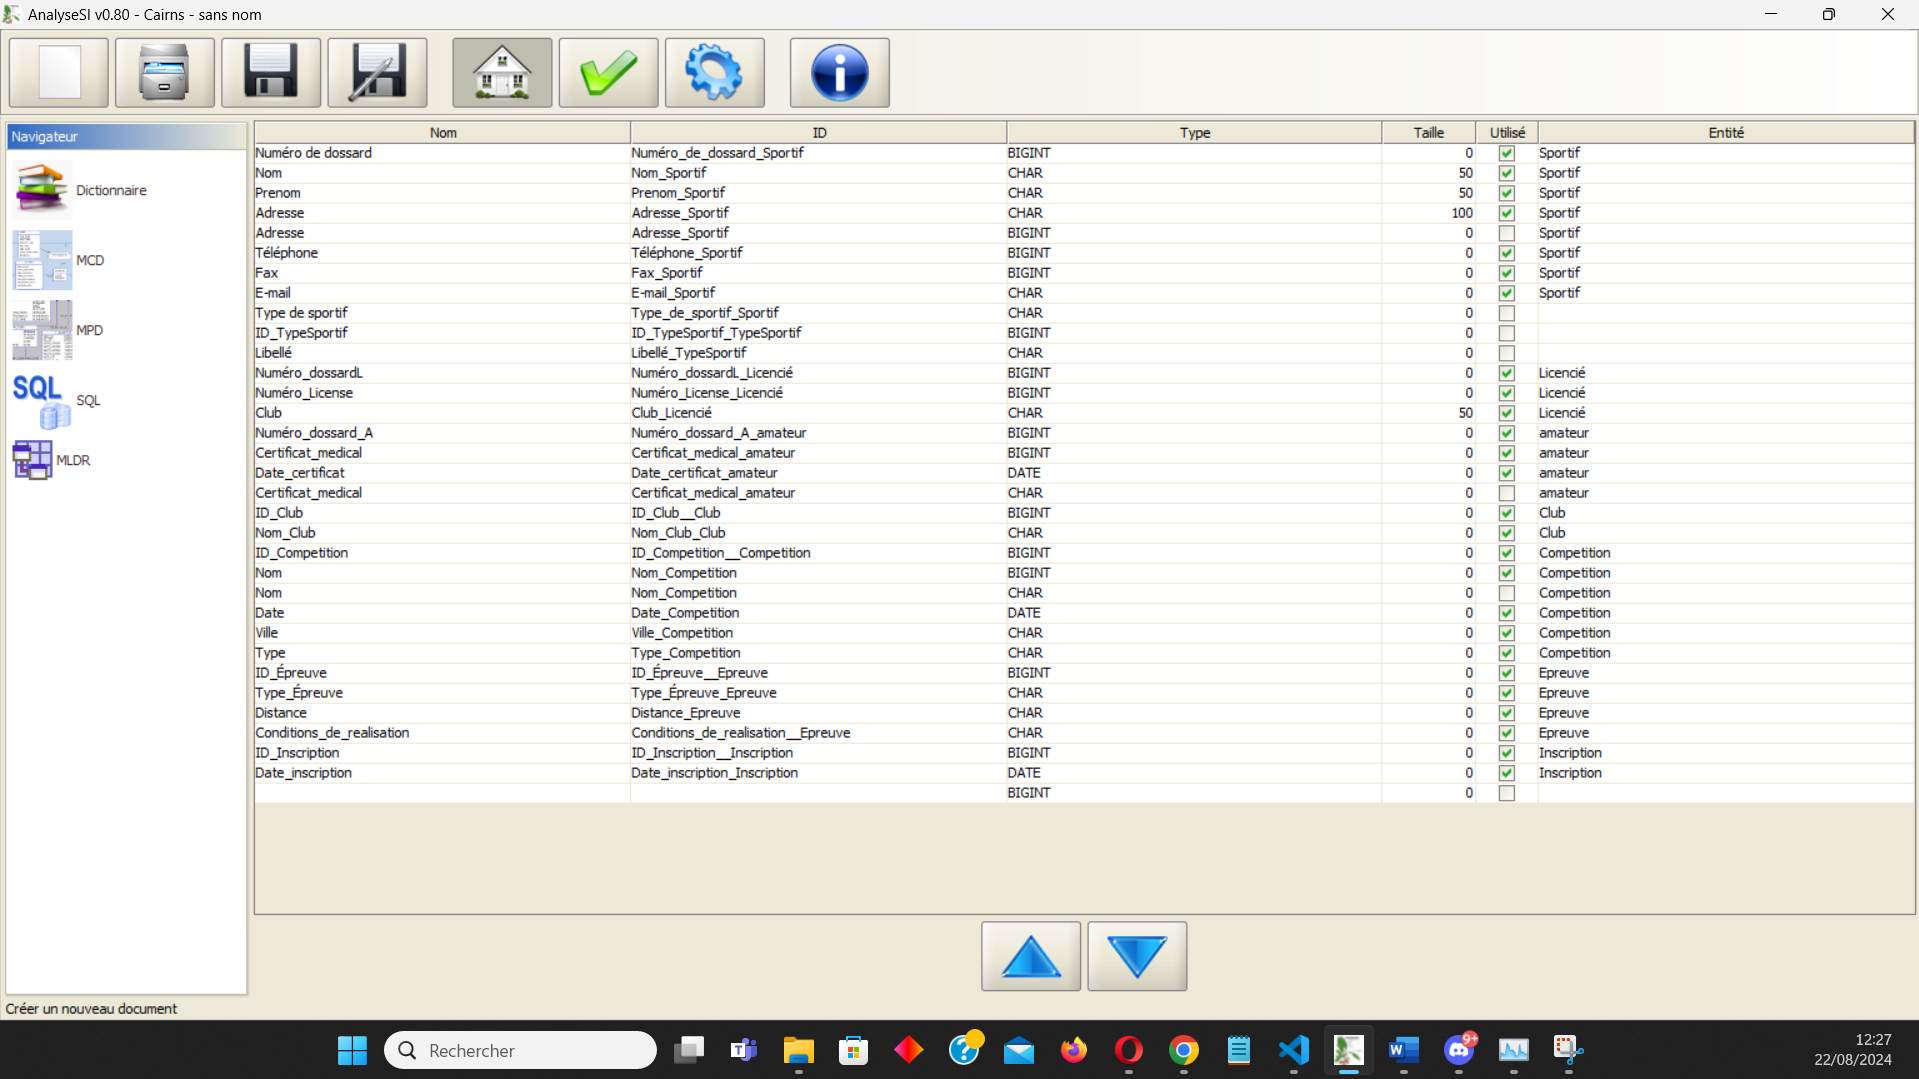 AnalyseSI v0.80 - Cairns - sans nom
Navigateur
Dictionnaire
MCD
MPD
SQL
SQL
MLDR
Nom ID Type Taille Utilisé Entité
Numéro de dossard Numéro_de_dossard_Sportif BIGINT 0 Sportif
Nom Nom_Sportif CHAR 50 Sportif
Prenom Prenom_Sportif CHAR 50 Sportif
Adresse Adresse_Sportif CHAR 100 Sportif
Adresse Adresse_Sportif BIGINT 0 Sportif
Téléphone Téléphone_Sportif BIGINT 0 Sportif
Fax Fax_Sportif BIGINT 0 Sportif
E-mail E-mail_Sportif CHAR 0 Sportif
Type de sportif Type_de_sportif_Sportif CHAR 0
ID_TypeSportif ID_TypeSportif_TypeSportif BIGINT 0
Libellé Libellé_TypeSportif CHAR 0
Numéro_dossardL Numéro_dossardL_Licencié BIGINT 0 Licencié
Numéro_License Numéro_License_Licencié BIGINT 0 Licencié
Club Club_Licencié CHAR 50 Licencié
Numéro_dossard_A Numéro_dossard_A_amateur BIGINT 0 amateur
Certificat_medical Certificat_medical_amateur BIGINT 0 amateur
Date_certificat Date_certificat_amateur DATE 0 amateur
Certificat_medical Certificat_medical_amateur CHAR 0 amateur
ID_Club ID_Club__Club BIGINT 0 Club
Nom_Club Nom_Club_Club CHAR 0 Club
ID_Competition ID_Competition__Competition BIGINT 0 Competition
Nom Nom_Competition BIGINT 0 Competition
Nom Nom_Competition CHAR 0 Competition
Date Date_Competition DATE 0 Competition
Ville Ville_Competition CHAR 0 Competition
Type Type_Competition CHAR 0 Competition
ID_Épreuve ID_Épreuve__Epreuve BIGINT 0 Epreuve
Type_Épreuve Type_Épreuve_Epreuve CHAR 0 Epreuve
Distance Distance_Epreuve CHAR 0 Epreuve
Conditions_de_realisation Conditions_de_realisation__Epreuve CHAR 0 Epreuve
ID_Inscription ID_Inscription__Inscription BIGINT 0 Inscription
Date_inscription Date_inscription_Inscription DATE 0 Inscription
BIGINT 0
Créer un nouveau document
Rechercher
9+
12:27
22/08/2024